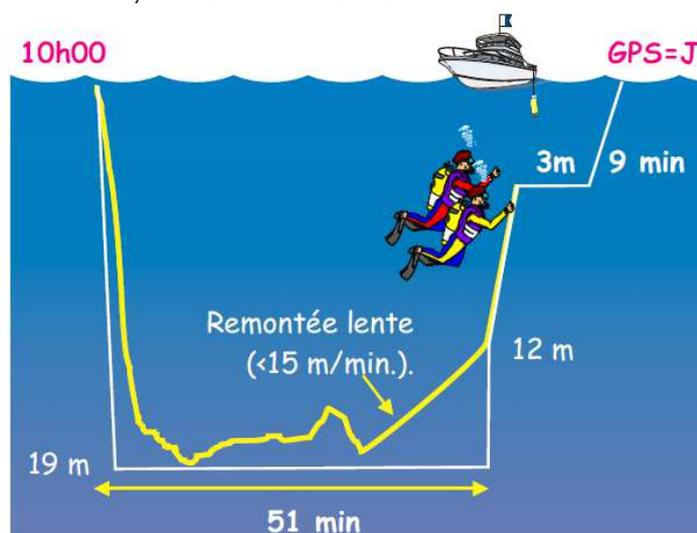 10h00
GPS=J
3m
9 min
Remontée lente
(<15 m/min.).
12 m
19 m
51 min